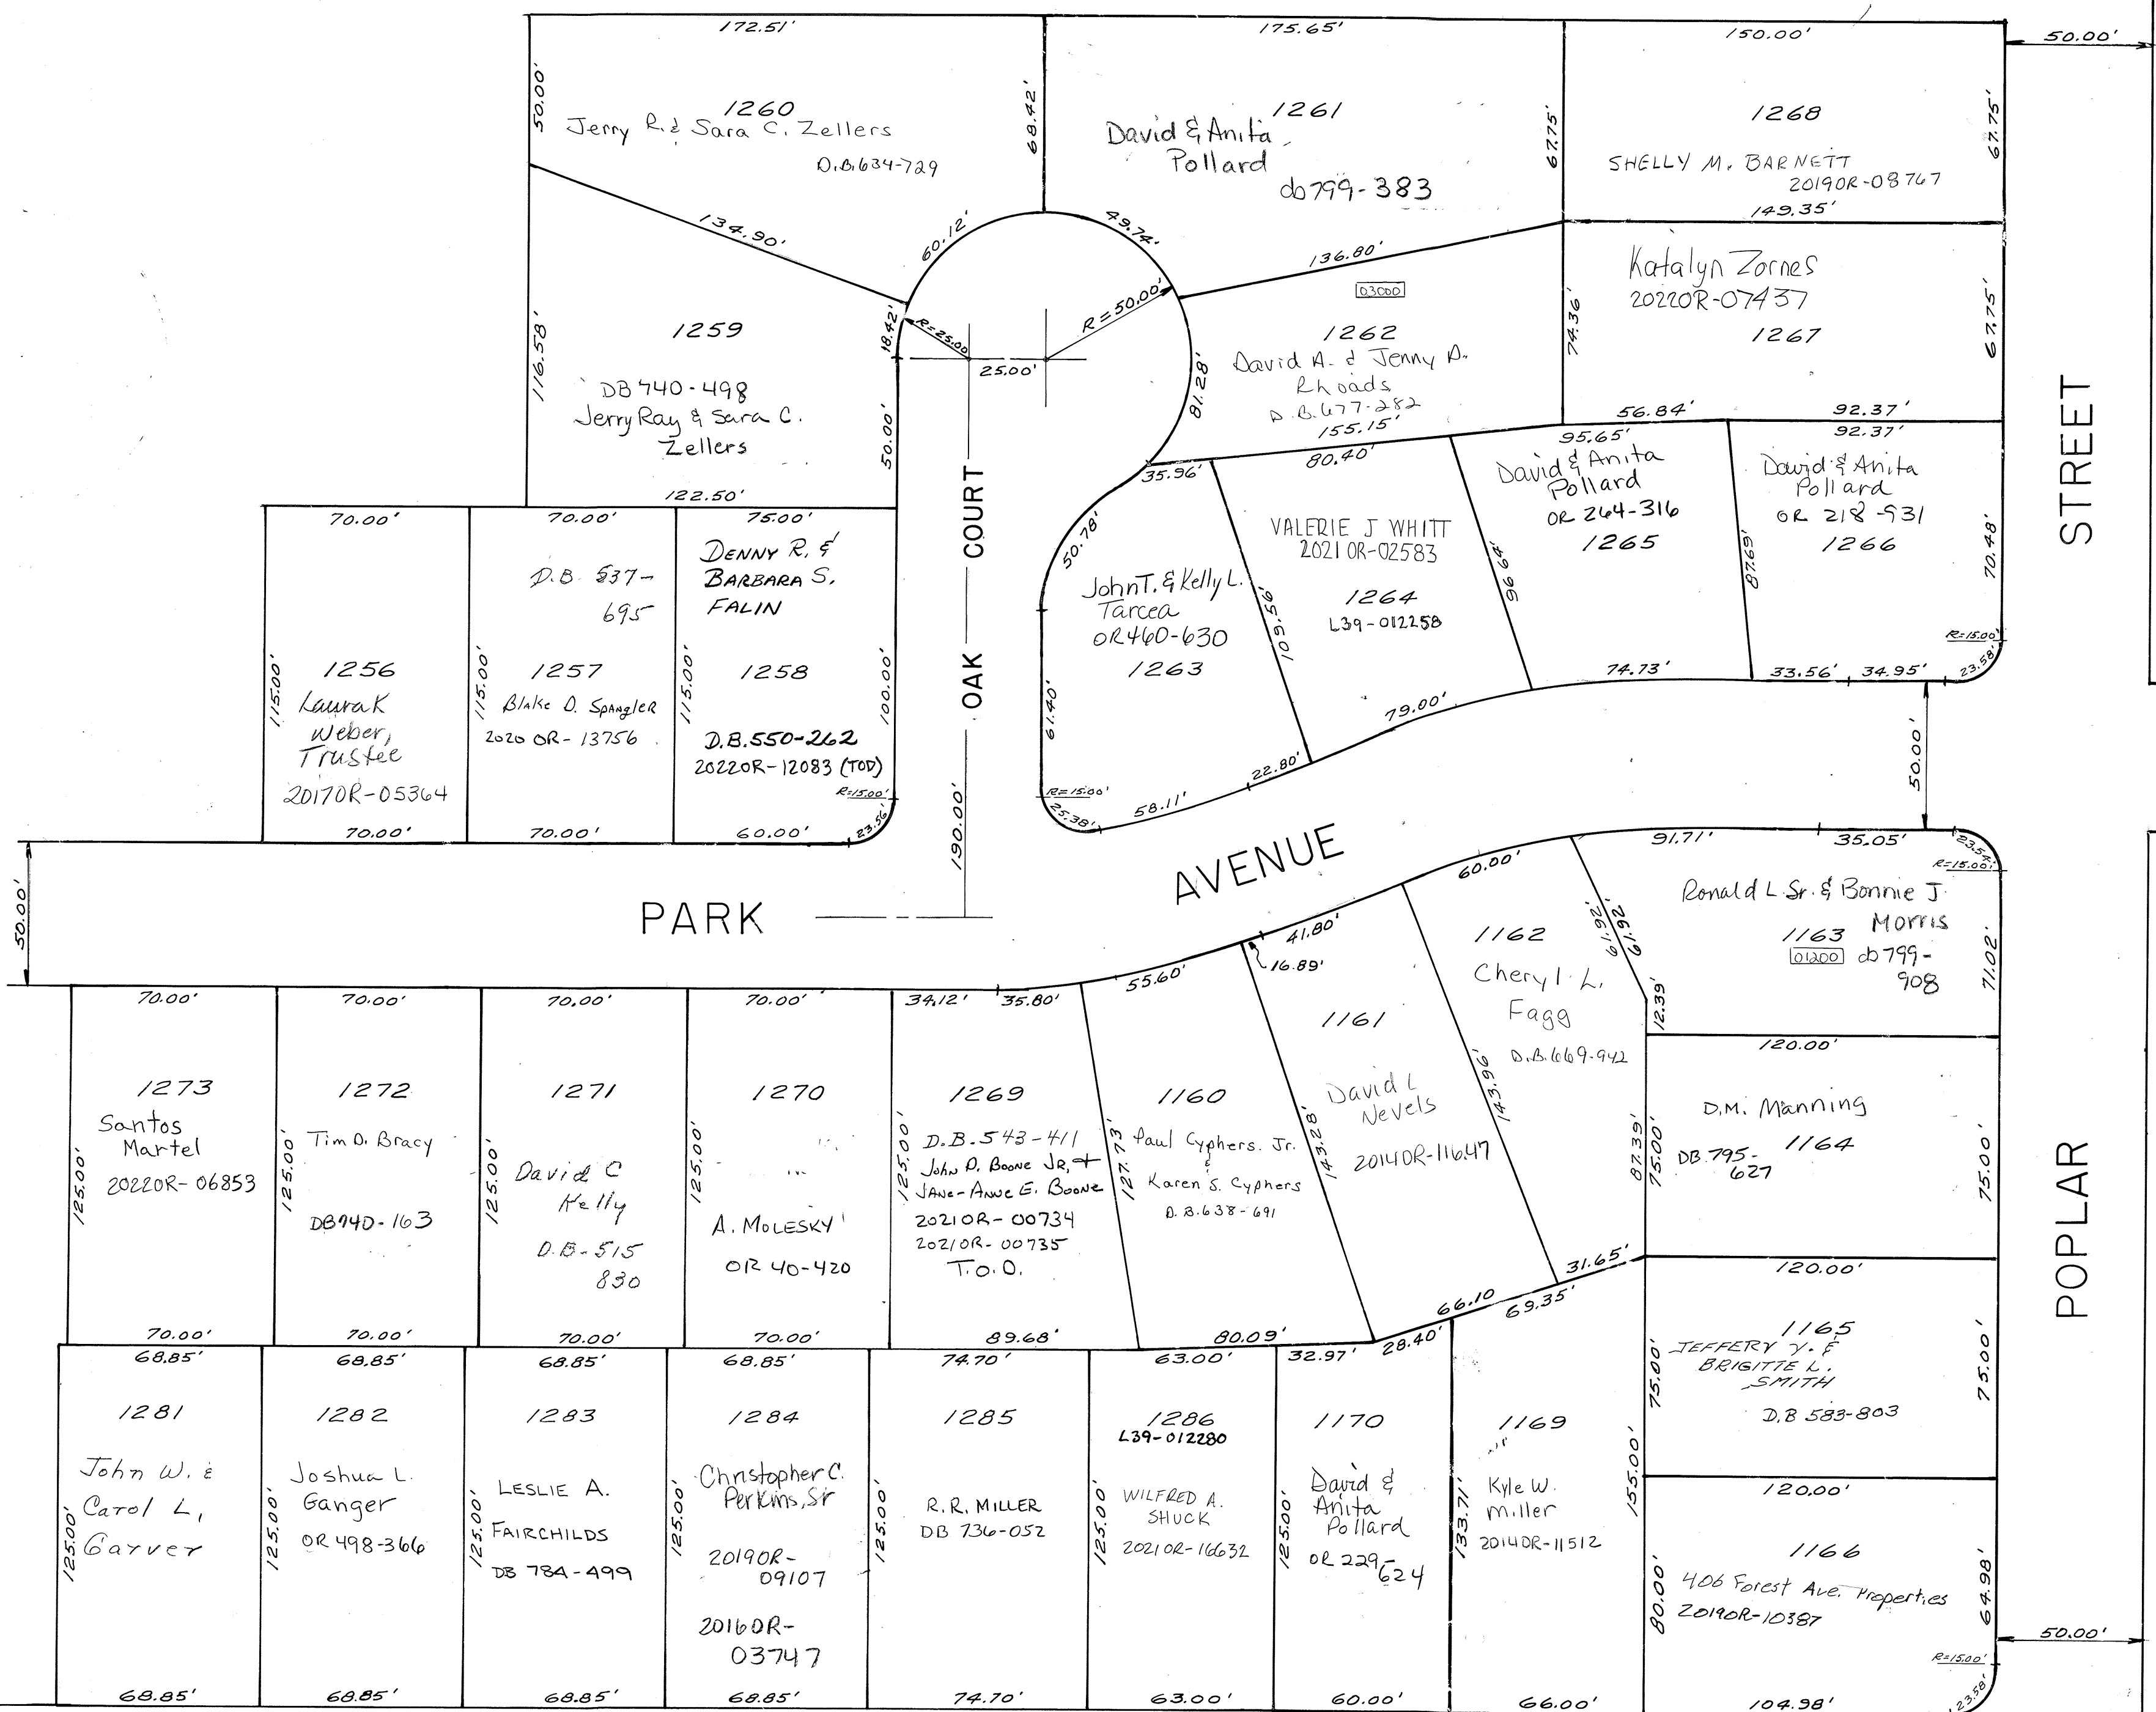 172.51'
175.65'
150.00'
50.00'
50.00'
1260
Jerry R. & Sara C. Zellers
D.B.634-729
68.42'
1261
David & Anita
Pollard
db799-383
67.75'
1268
SHELLY M. BARNETT
2019OR-08767
67.75'
149.35'
134.90'
60.12'
49.74'
136.80'
03000
Katalyn Zornes
2022OR-07437
1267
67.75'
74.36'
56.84'
92.37'
116.58'
1259
DB 740-498
Jerry Ray & Sara C.
Zellers
18.42'
R=25.00
R=50.00'
25.00'
50.00'
122.50'
81.28'
1262
David A. & Jenny D.
Rhoads
D.B.677-282
155.15'
35.96'
80.40'
95.65'
92.37'
OAK COURT
190.00'
STREET
70.00'
115.00'
1256
Laura K
Weber,
Trustee
2017OR-05364
70.00'
70.00'
D.B. 537-
695
115.00'
1257
Blake D. Spangler
2020 OR-13756
70.00'
75.00'
DENNY R. &
BARBARA S.
FALIN
115.00'
1258
100.00'
D.B.550-262
2022OR-12083 (TOD)
R=15.00'
60.00'
23.56'
50.78'
John T. & Kelly L.
Tarcea
OR460-630
1263
61.40'
R=15.00'
25.38'
58.11'
22.80'
109.56'
VALERIE J WHITT
2021 OR-02583
1264
L39-012258
79.00'
96.64'
David & Anita
Pollard
OR 264-316
1265
74.73'
87.69'
David & Anita
Pollard
OR 218-931
1266
70.48'
R=15.00'
33.56'
34.95'
23.58'
50.00'
50.00'
PARK
AVENUE
70.00'
125.00'
1273
Santos
Martel
2022OR-06853
70.00'
70.00'
125.00'
1272
Tim D. Bracy
DB740-163
70.00'
70.00'
125.00'
1271
David C
Kelly
D.B-515
830
70.00'
70.00'
125.00'
1270
A. MOLESKY
OR 40-420
70.00'
34.12'
35.80'
125.00'
1269
D.B.543-411
John D. Boone JR, +
JANE-ANNE E. BOONE
2021OR-00734
2021OR-00735
T.O.D.
89.68'
55.60'
127.73'
1160
Paul Cyphers. Jr.
&
Karen S. Cyphers
D.B.638-691
80.09'
16.89'
41.80'
143.28'
1161
David L
Nevels
2014OR-11647
66.10
60.00'
143.96'
1162
Cheryl L.
Fagg
D.B.669-942
61.92'
61.92'
12.39'
87.39'
31.65'
91.71'
35.05'
23.54'
R=15.00'
Ronald L Sr. & Bonnie J.
Morris
1163
01200
db799-
908
71.02'
120.00'
D.M. Manning
1164
DB.795-
627
75.00'
75.00'
120.00'
POPLAR
1165
JEFFERY Y. &
BRIGITTE L.
SMITH
D.B 583-803
75.00'
75.00'
120.00'
1166
406 Forest Ave. Properties
2019OR-10387
80.00'
64.98'
R=15.00'
50.00'
104.98'
23.58'
68.85'
1281
John W. &
Carol L,
Garver
125.00'
68.85'
68.85'
1282
Joshua L.
Ganger
OR 498-366
125.00'
68.85'
68.85'
1283
LESLIE A.
FAIRCHILDS
DB 784-499
125.00'
68.85'
68.85'
1284
Christopher C.
Perkins, Sr
2019OR-
09107
2016OR-
03747
125.00'
68.85'
74.70'
1285
R.R. MILLER
DB 736-052
125.00'
74.70'
63.00'
1286
L39-012280
WILFRED A.
SHUCK
2021OR-16632
125.00'
63.00'
32.97'
28.40'
1170
David &
Anita
Pollard
OR 229-
624
125.00'
60.00'
69.35'
1169
Kyle W.
Miller
2014OR-11512
133.71'
155.00'
66.00'